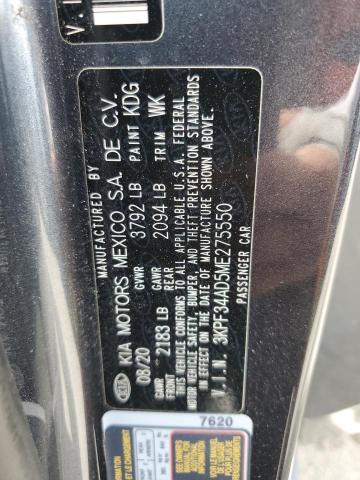 V.I
MANUFACTURED BY
KIA MOTORS MEXICO S.A. DE C.V.
08/20 GVWR 3792 LB PAINT KDG
GAWR FRONT 2183 LB GAWR REAR 2094 LB TRIM WK
THIS VEHICLE CONFORMS TO ALL APPLICABLE U.S.A. FEDERAL
MOTOR VEHICLE SAFETY, BUMPER, AND THEFT PREVENTION STANDARDS
IN EFFECT ON THE DATE OF MANUFACTURE SHOWN ABOVE.
V.I.N. 3KPF34AD5ME275550
PASSENGER CAR
KIA
7620